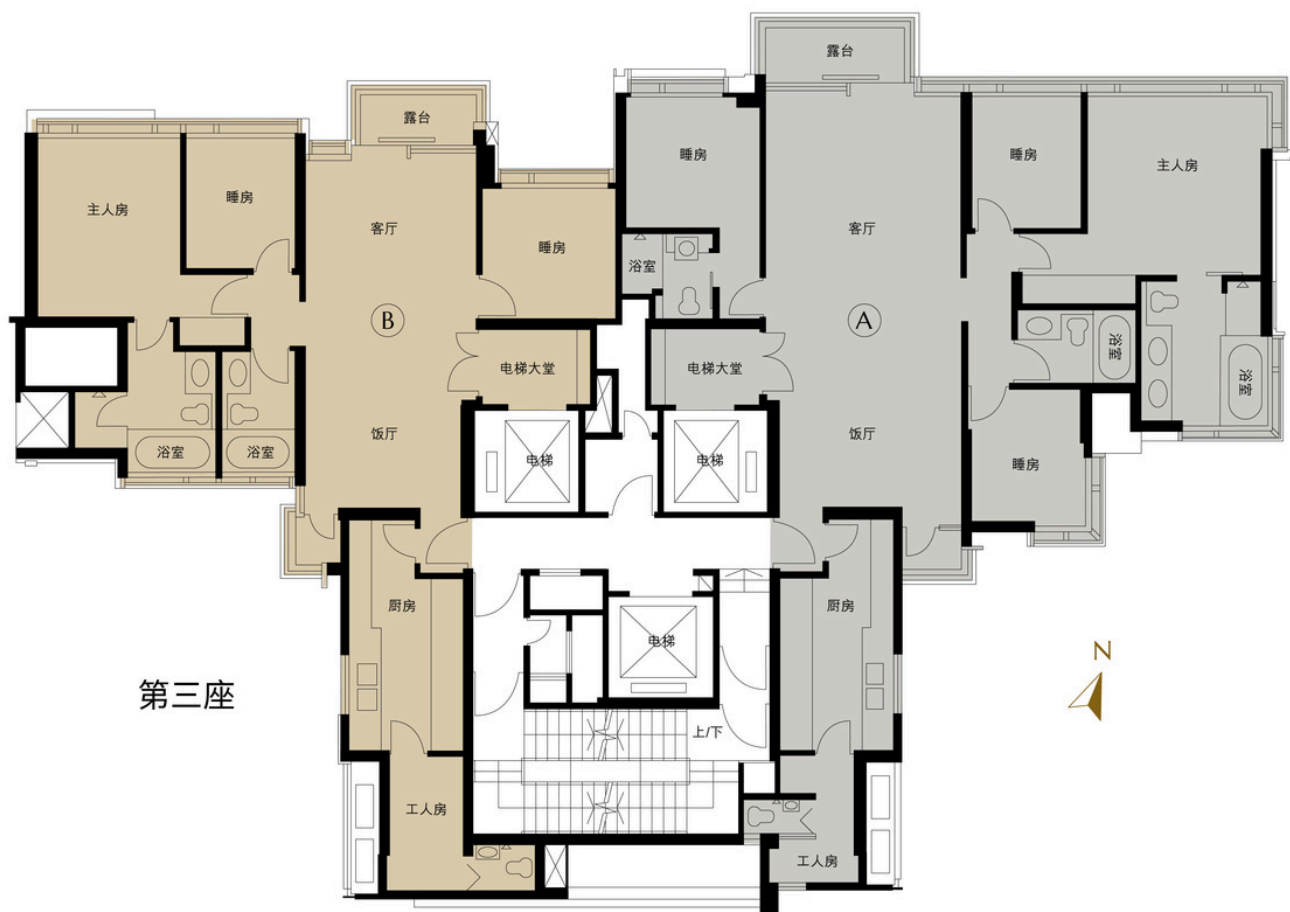 露台
露台
睡房
睡房
主人房
主人房
睡房
客厅
客厅
睡房
浴室
B
A
电梯大堂
电梯大堂
浴室
浴室
饭厅
饭厅
浴室
浴室
电梯
电梯
睡房
厨房
厨房
电梯
N
第三座
上/下
工人房
工人房